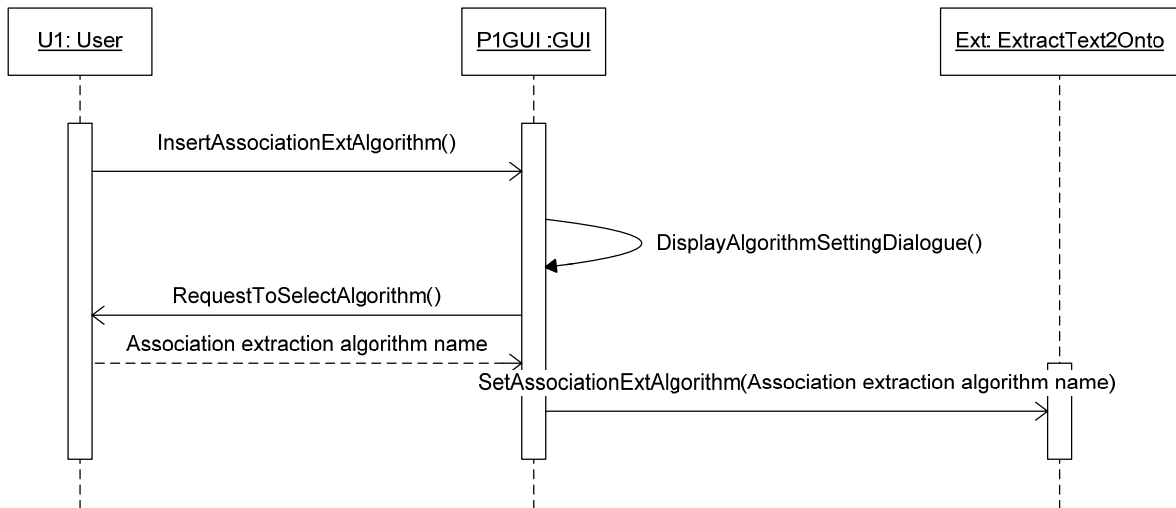 U1: User
P1GUI :GUI
Ext: ExtractText2Onto
InsertAssociationExtAlgorithm()
DisplayAlgorithmSettingDialogue()
RequestToSelectAlgorithm()
Association extraction algorithm name
SetAssociationExtAlgorithm(Association extraction algorithm name)